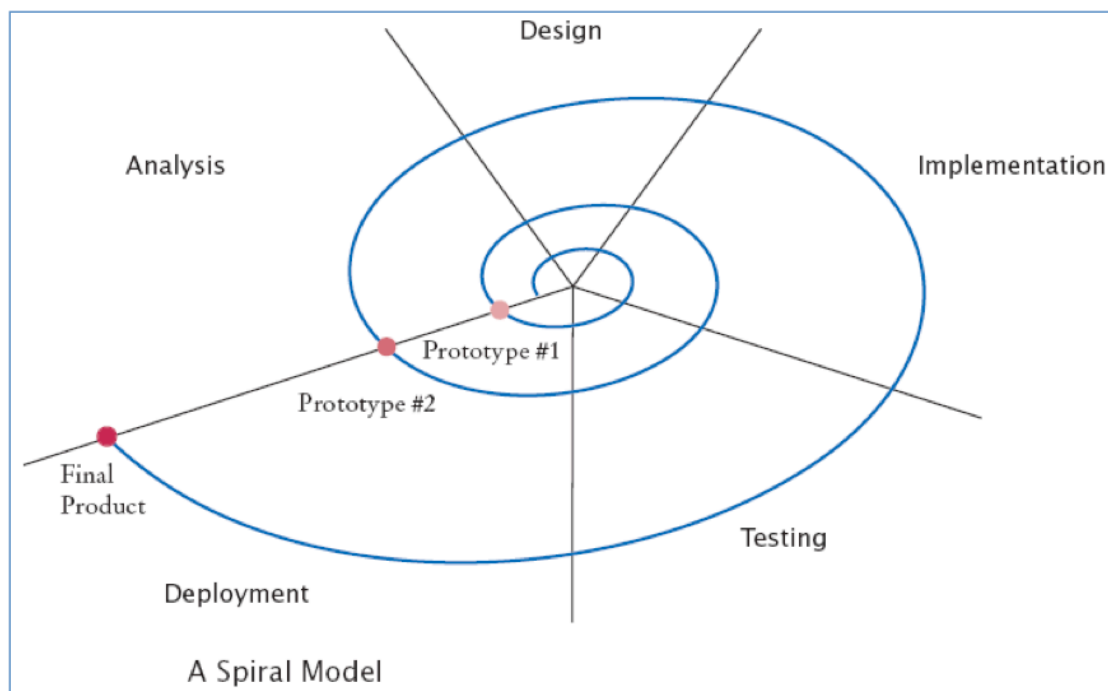 Design
Analysis
Implementation
Prototype #1
Prototype #2
Final
Product
Testing
Deployment
A Spiral Model